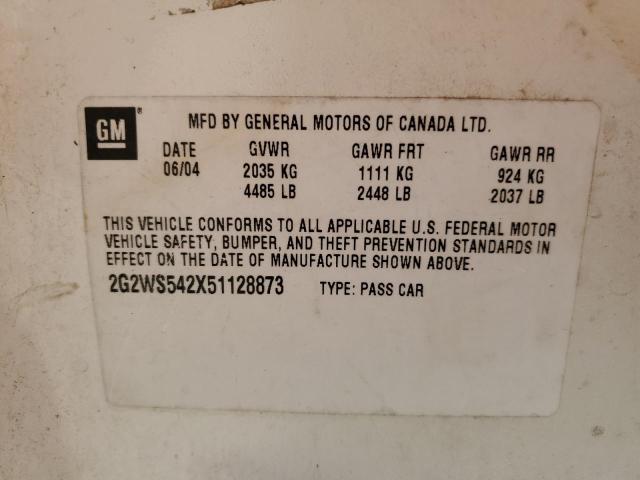 GM ®
MFD BY GENERAL MOTORS OF CANADA LTD.
DATE GVWR GAWR FRT GAWR RR
06/04 2035 KG 1111 KG 924 KG
4485 LB 2448 LB 2037 LB
THIS VEHICLE CONFORMS TO ALL APPLICABLE U.S. FEDERAL MOTOR
VEHICLE SAFETY, BUMPER, AND THEFT PREVENTION STANDARDS IN
EFFECT ON THE DATE OF MANUFACTURE SHOWN ABOVE.
2G2WS542X51128873 TYPE: PASS CAR